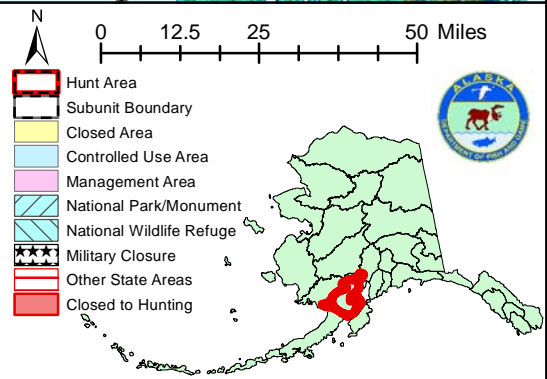 N
0 12.5 25 50 Miles
Hunt Area
Subunit Boundary
Closed Area
Controlled Use Area
Management Area
National Park/Monument
National Wildlife Refuge
Military Closure
Other State Areas
Closed to Hunting
ALASKA
DEPARTMENT OF FISH AND GAME